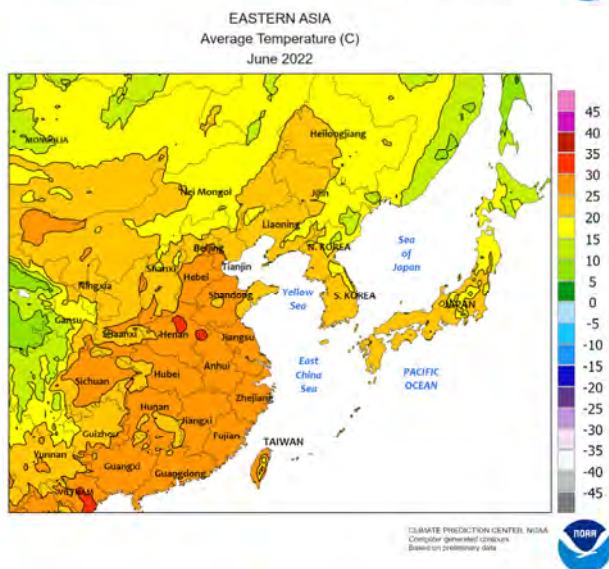 EASTERN ASIA
Average Temperature (C)
June 2022
MONGOLIA
Heilongjiang
Nei Mongol
Jilin
Liaoning
Beijing
N. KOREA
Sea
of
Japan
Tianjin
Shanxi
Hebei
Ningxia
Shandong
Yellow
Sea
S. KOREA
JAPAN
Gansu
Shaanxi
Henan
Jiangsu
East
China
Sea
PACIFIC
OCEAN
Anhui
Hubei
Sichuan
Zhejiang
Hunan
Jiangxi
Guizhou
Fujian
TAIWAN
Yunnan
Guangxi
Guangdong
VIETNAM
45
40
35
30
25
20
15
10
5
0
-5
-10
-15
-20
-25
-30
-35
-40
-45
CLIMATE PREDICTION CENTER, NOAA
Computer generated contours
Based on preliminary data
NOAA